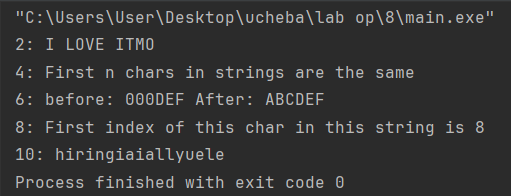 "C:\Users\User\Desktop\ucheba\lab op\8\main.exe"
2: I LOVE ITMO
4: First n chars in strings are the same
6: before: 000DEF After: ABCDEF
8: First index of this char in this string is 8
10: hiringiaiallyuele
Process finished with exit code 0